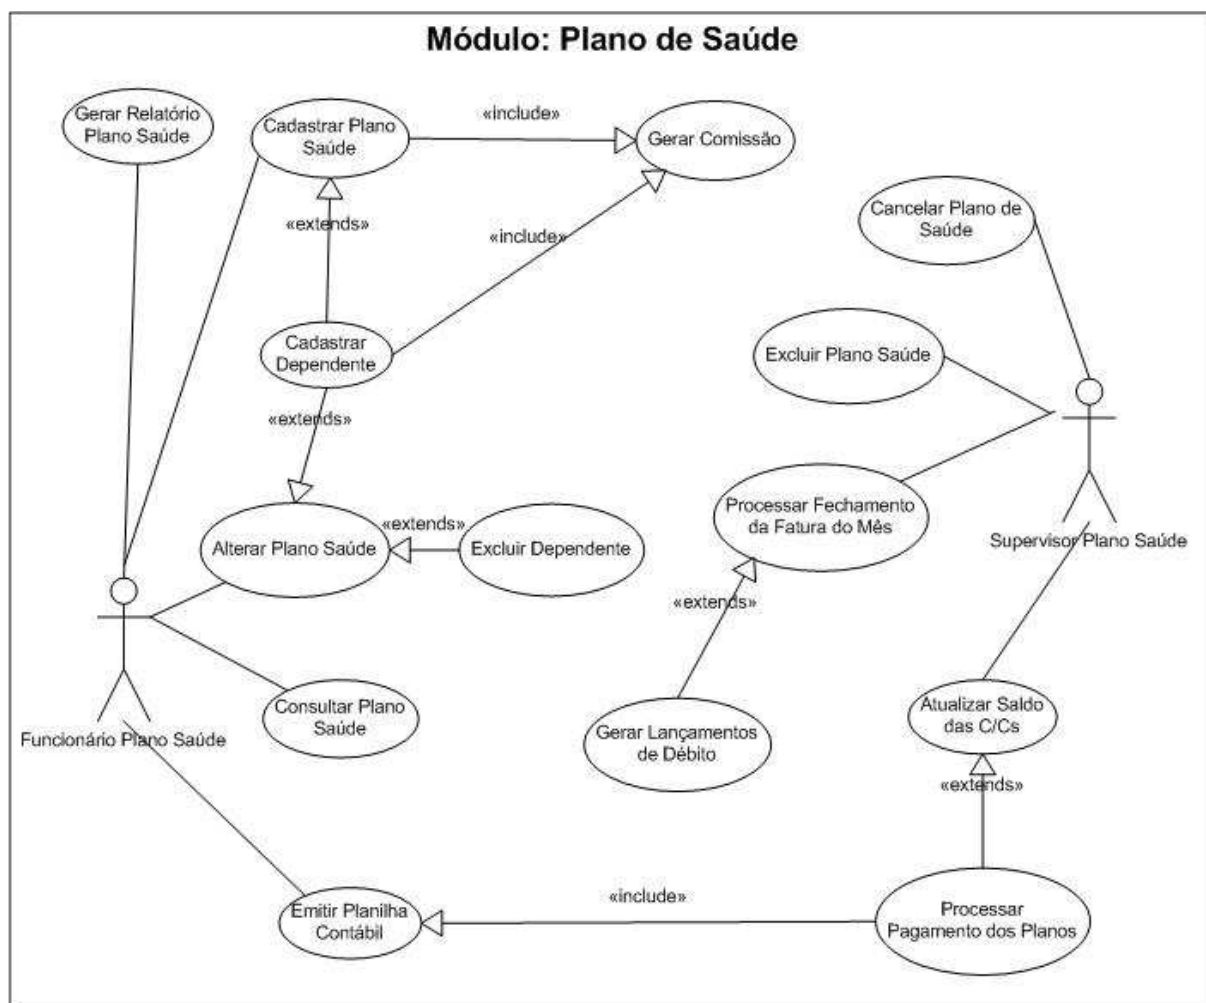 Módulo: Plano de Saúde
Gerar Relatório
Plano Saúde
Cadastrar Plano
Saúde
«include»
Gerar Comissão
«extends»
«include»
Cancelar Plano de
Saúde
Cadastrar
Dependente
Excluir Plano Saúde
«extends»
Alterar Plano Saúde
«extends»
Excluir Dependente
Processar Fechamento
da Fatura do Mês
Supervisor Plano Saúde
«extends»
Consultar Plano
Saúde
Funcionário Plano Saúde
Gerar Lançamentos
de Débito
Atualizar Saldo
das C/Cs
«extends»
Emitir Planilha
Contábil
«include»
Processar
Pagamento dos Planos